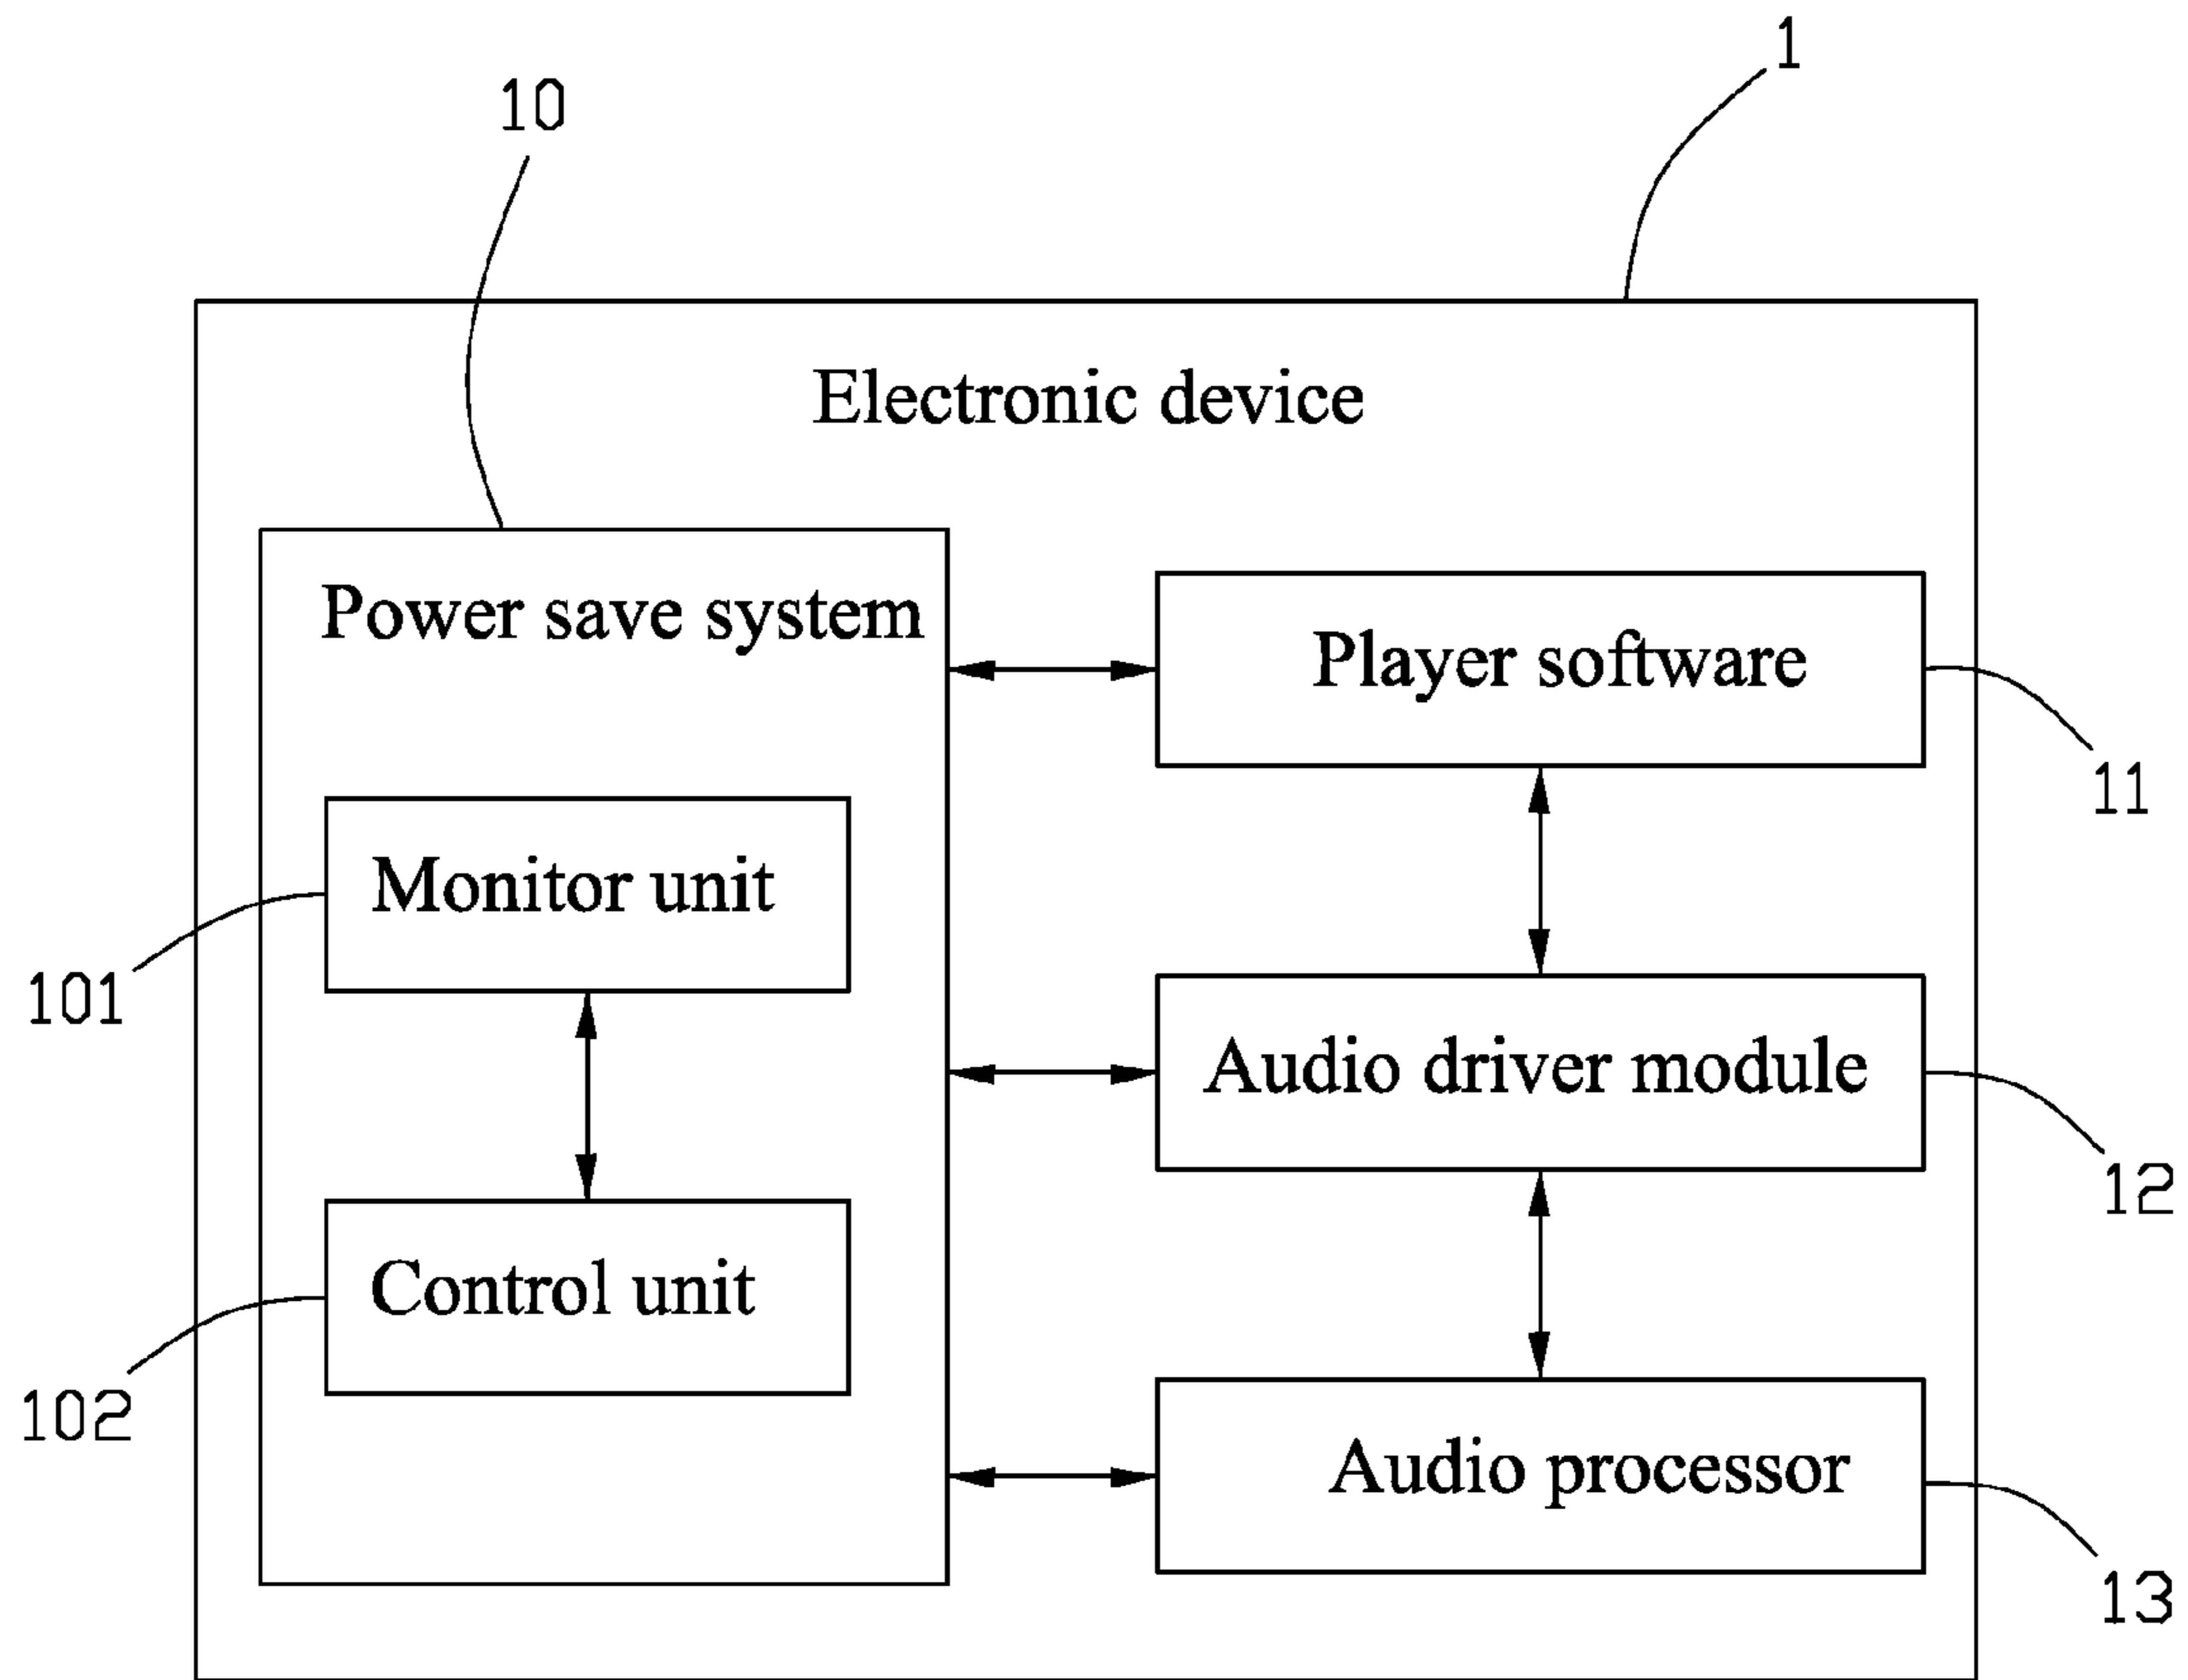 1
10
Electronic device
Power save system
Player software
11
Monitor unit
101
Audio driver module
12
Control unit
102
Audio processor
13